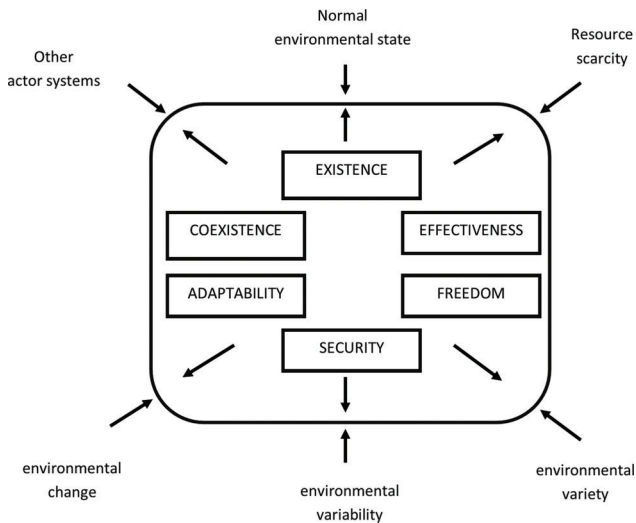 Normal
environmental state
Other
actor systems
Resource
scarcity
EXISTENCE
COEXISTENCE
EFFECTIVENESS
ADAPTABILITY
FREEDOM
SECURITY
environmental
change
environmental
variability
environmental
variety